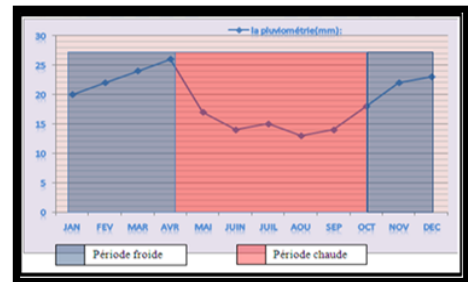 la pluviométrie(mm):
30
25
20
15
10
5
0
JAN FEV MAR AVR MAI JUIN JUIL AOU SEP OCT NOV DEC
Période froide Période chaude